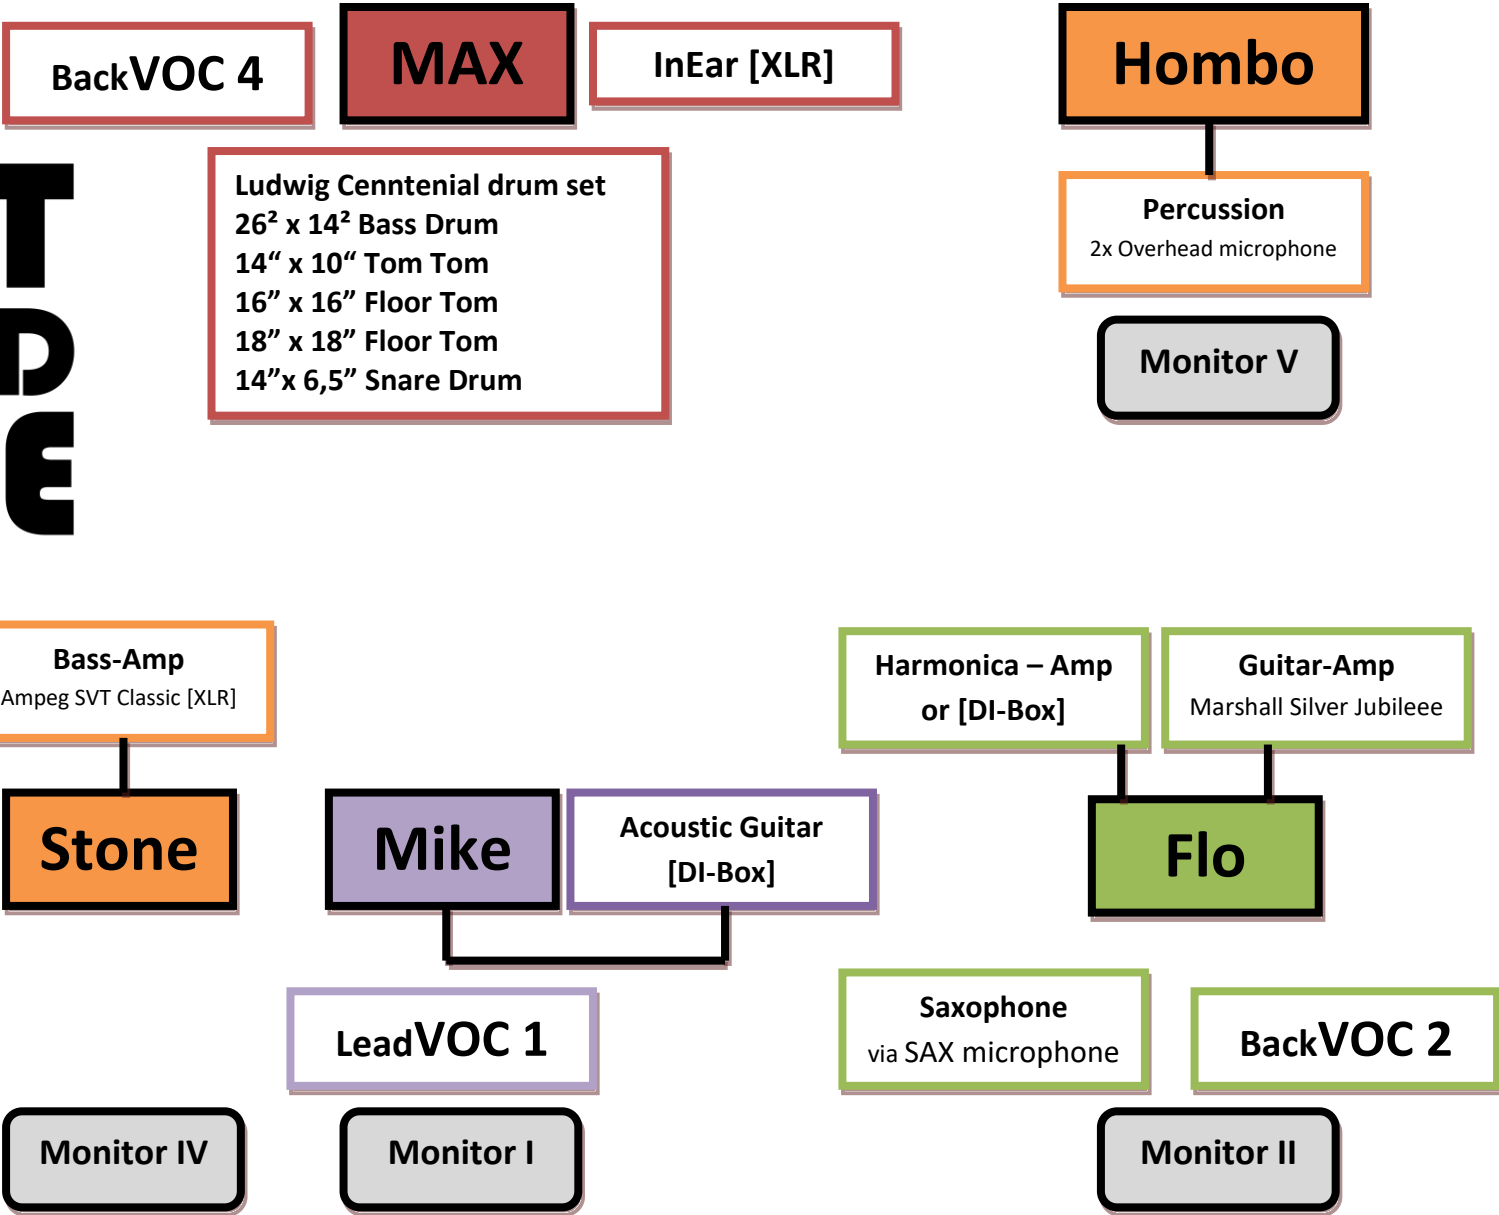 BackVOC 4
MAX
InEar [XLR]
Hombo
Ludwig Cenntenial drum set
26² x 14² Bass Drum
14“ x 10“ Tom Tom
16” x 16” Floor Tom
18” x 18” Floor Tom
14”x 6,5” Snare Drum
Percussion
2x Overhead microphone
Monitor V
T
D
E
Bass-Amp
Ampeg SVT Classic [XLR]
Harmonica – Amp
or [DI-Box]
Guitar-Amp
Marshall Silver Jubileee
Stone
Mike
Acoustic Guitar
[DI-Box]
Flo
LeadVOC 1
Saxophone
via SAX microphone
BackVOC 2
Monitor IV
Monitor I
Monitor II